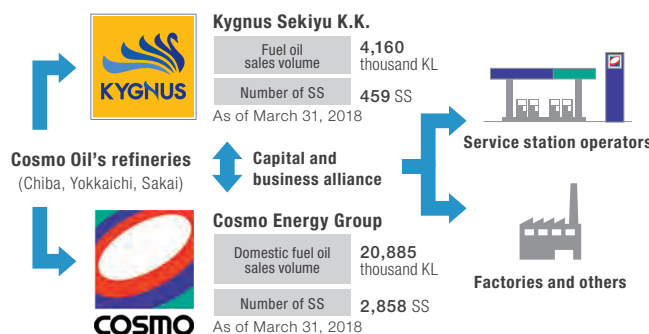 Kygnus Sekiyu K.K.
Fuel oil
sales volume
4,160
thousand KL
Number of SS
459 SS
As of March 31, 2018
KYGNUS
Cosmo Oil's refineries
(Chiba, Yokkaichi, Sakai)
Capital and
business alliance
Service station operators
Cosmo Energy Group
Domestic fuel oil
sales volume
20,885
thousand KL
Number of SS
2,858 SS
As of March 31, 2018
COSMO
Factories and others